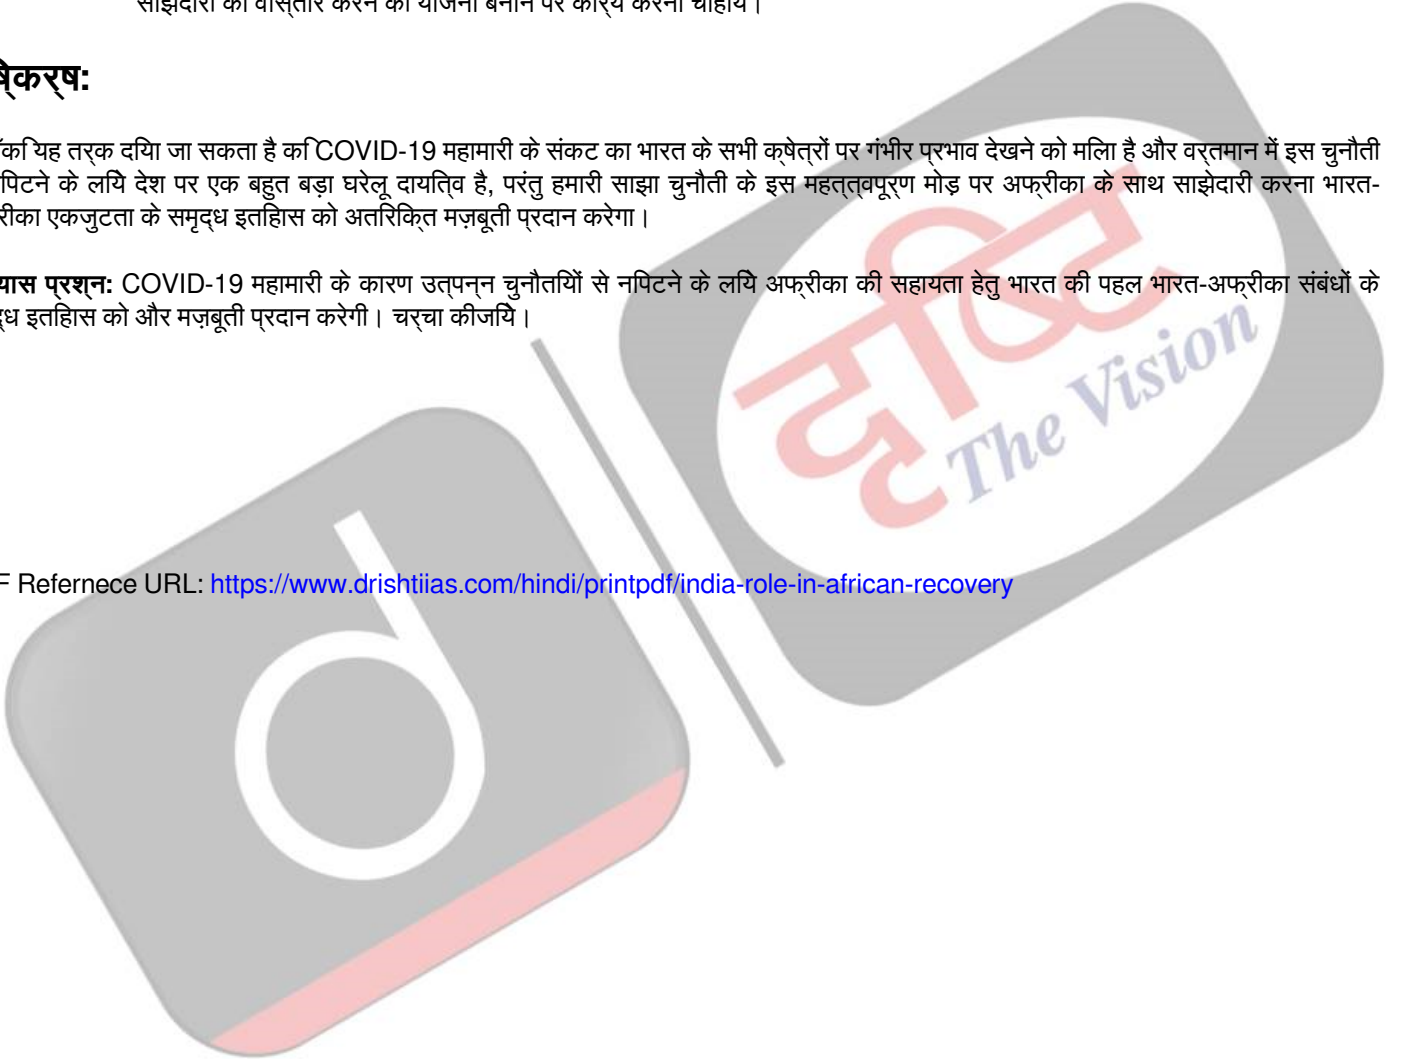 साझेदारी का विस्तार करने की योजना बनाने पर कार्य करना चाहिये।
ष्कर्ष:
कि यह तर्क दिया जा सकता है कि COVID-19 महामारी के संकट का भारत के सभी क्षेत्रों पर गंभीर प्रभाव देखने को मिला है और वर्तमान में इस चुनौती
पिटने के लिये देश पर एक बहुत बड़ा घरेलू दायित्व है, परंतु हमारी साझा चुनौती के इस महत्त्वपूर्ण मोड़ पर अफ्रीका के साथ साझेदारी करना भारत-
रीका एकजुटता के समृद्ध इतिहास को अतिरिक्त मज़बूती प्रदान करेगा।
यास प्रश्न: COVID-19 महामारी के कारण उत्पन्न चुनौतियों से निपटने के लिये अफ्रीका की सहायता हेतु भारत की पहल भारत-अफ्रीका संबंधों के
द्ध इतिहास को और मज़बूती प्रदान करेगी। चर्चा कीजिये।
दृष्टि
The Vision
d
F Refernece URL: https://www.drishtiias.com/hindi/printpdf/india-role-in-african-recovery